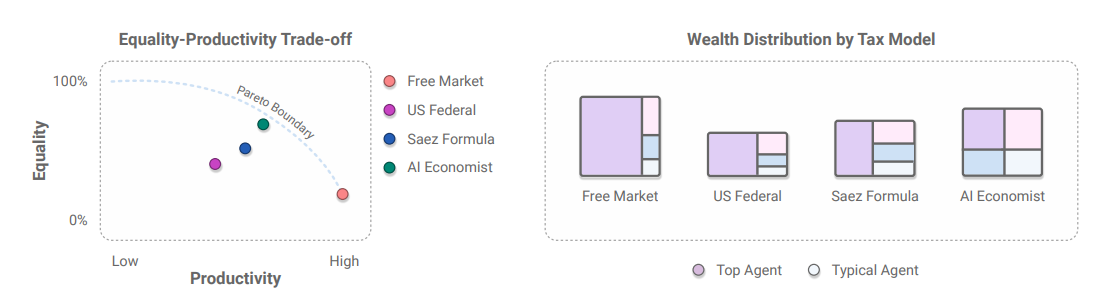 Equality-Productivity Trade-off
100%
0%
Equality
Pareto Boundary
Low
High
Productivity
Free Market
US Federal
Saez Formula
AI Economist
Wealth Distribution by Tax Model
Free Market
US Federal
Saez Formula
AI Economist
Top Agent
Typical Agent